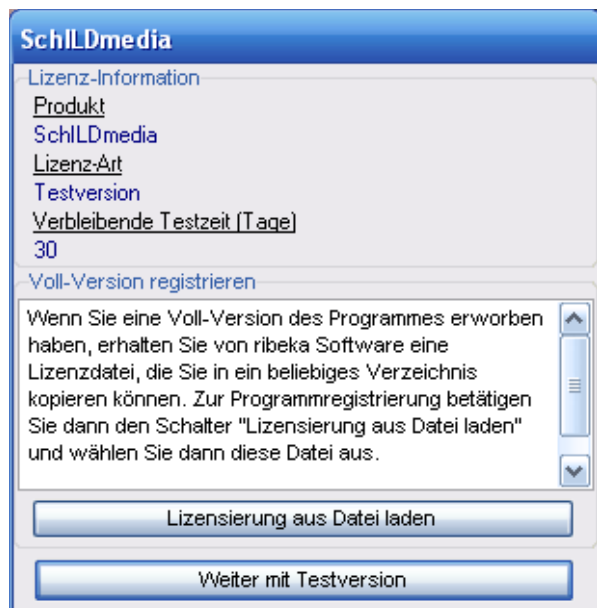 SchILDmedia
Lizenz-Information
Produkt
SchILDmedia
Lizenz-Art
Testversion
Verbleibende Testzeit (Tage)
30
Voll-Version registrieren
Wenn Sie eine Voll-Version des Programmes erworben
haben, erhalten Sie von ribeka Software eine
Lizenzdatei, die Sie in ein beliebiges Verzeichnis
kopieren können. Zur Programmregistrierung betätigen
Sie dann den Schalter "Lizensierung aus Datei laden"
und wählen Sie dann diese Datei aus.
Lizensierung aus Datei laden
Weiter mit Testversion